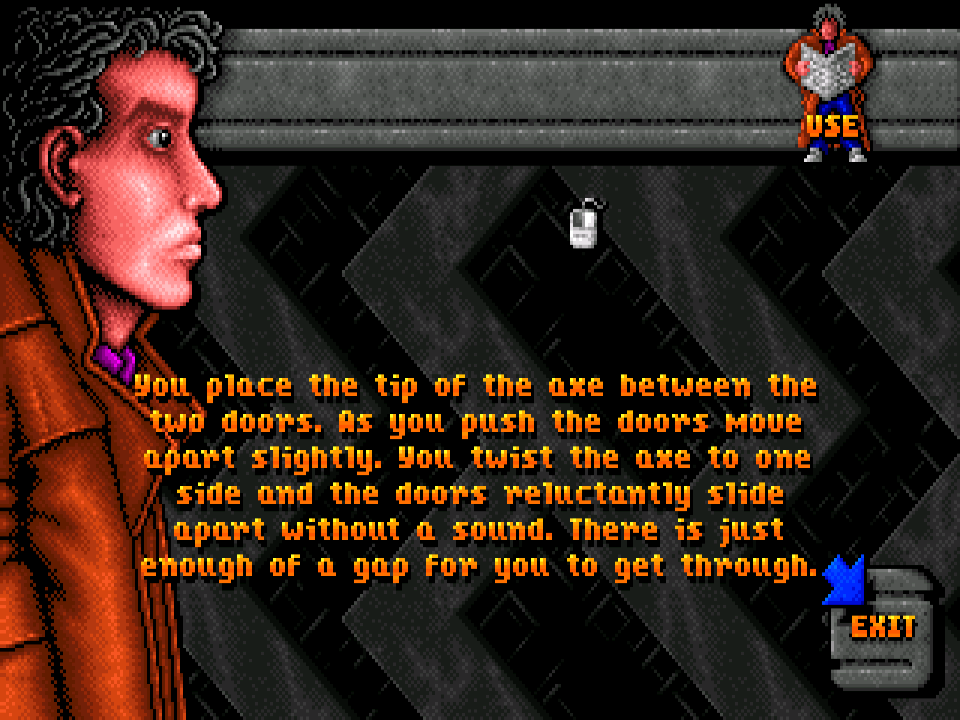 USE
You place the tip of the axe between the
two doors. As you push the doors move
apart slightly. You twist the axe to one
side and the doors reluctantly slide
apart without a sound. There is just
enough of a gap for you to get through.
EXIT